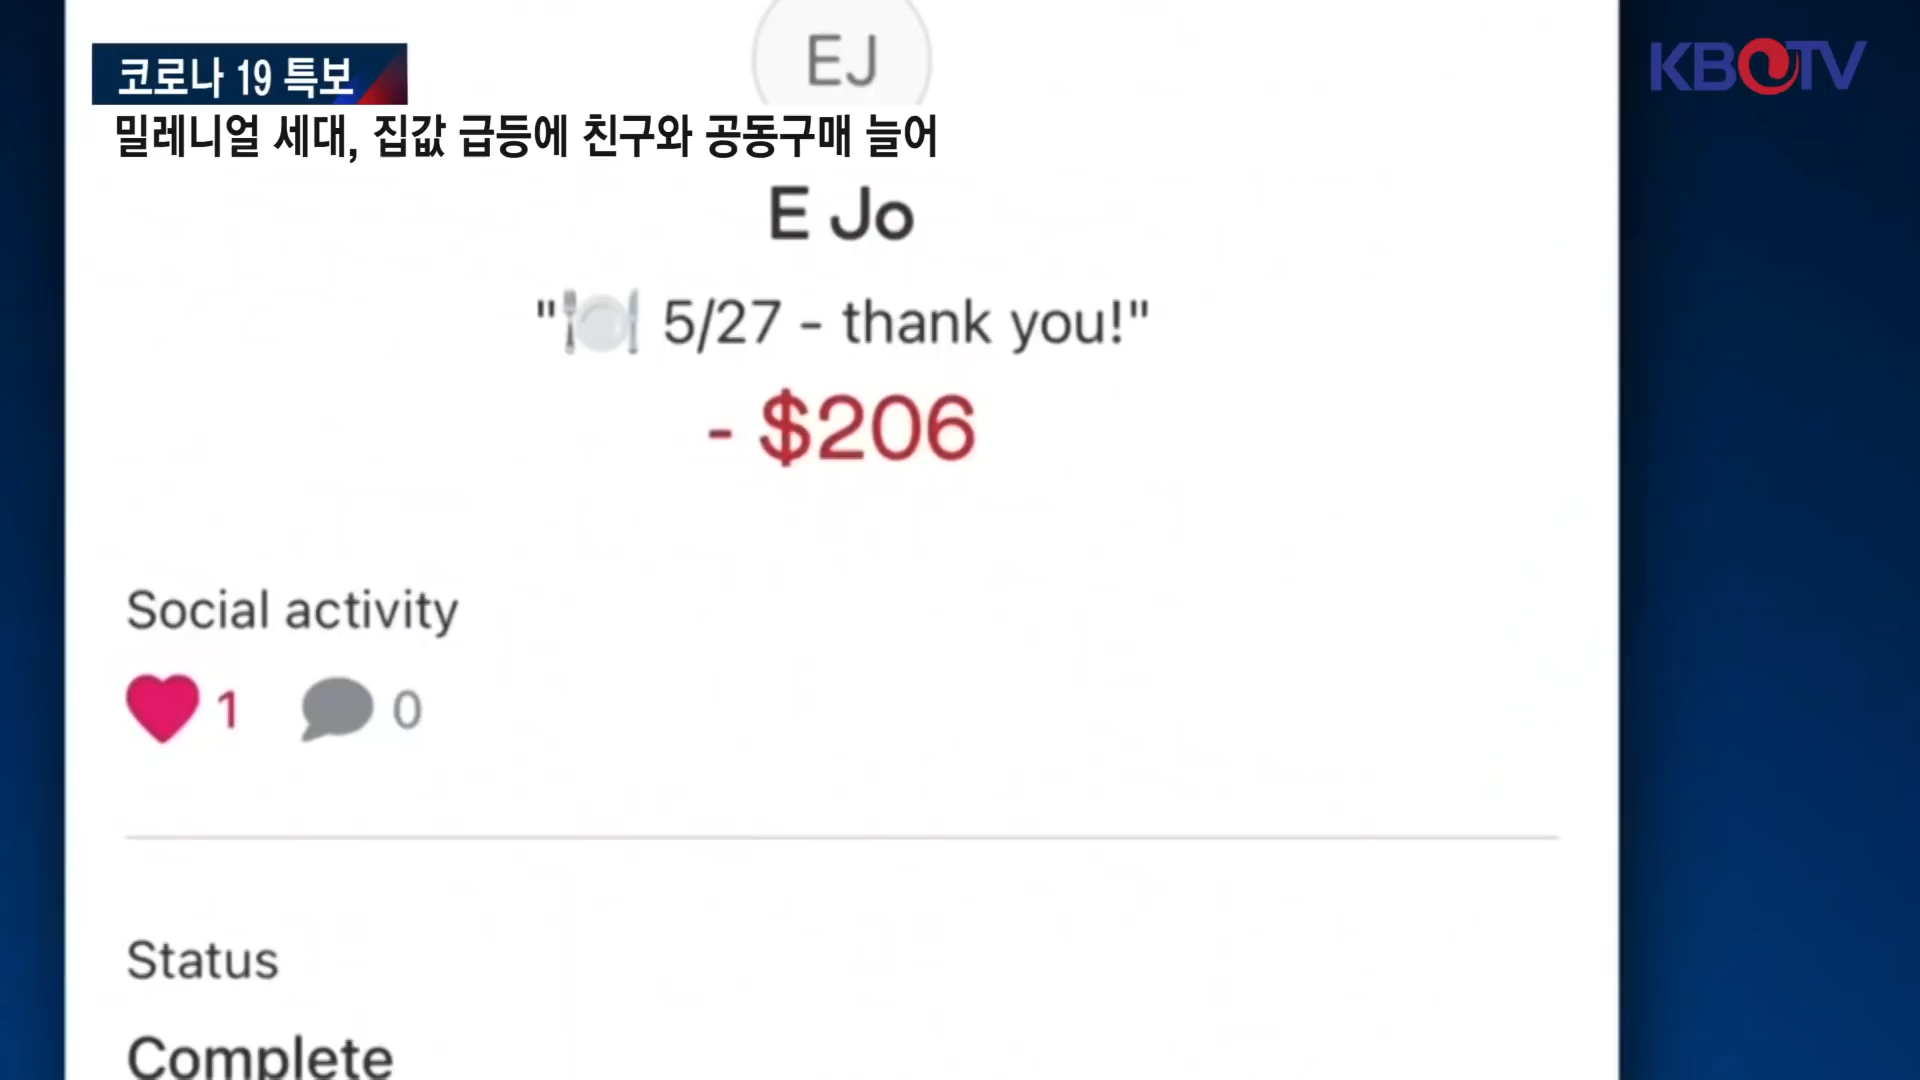 EJ
코로나 19 특보
KBTV
밀레니얼 세대, 집값 급등에 친구와 공동구매 늘어
E Jo
"🍽 5/27 - thank you!"
- $206
Social activity
1 0
Status
Complete